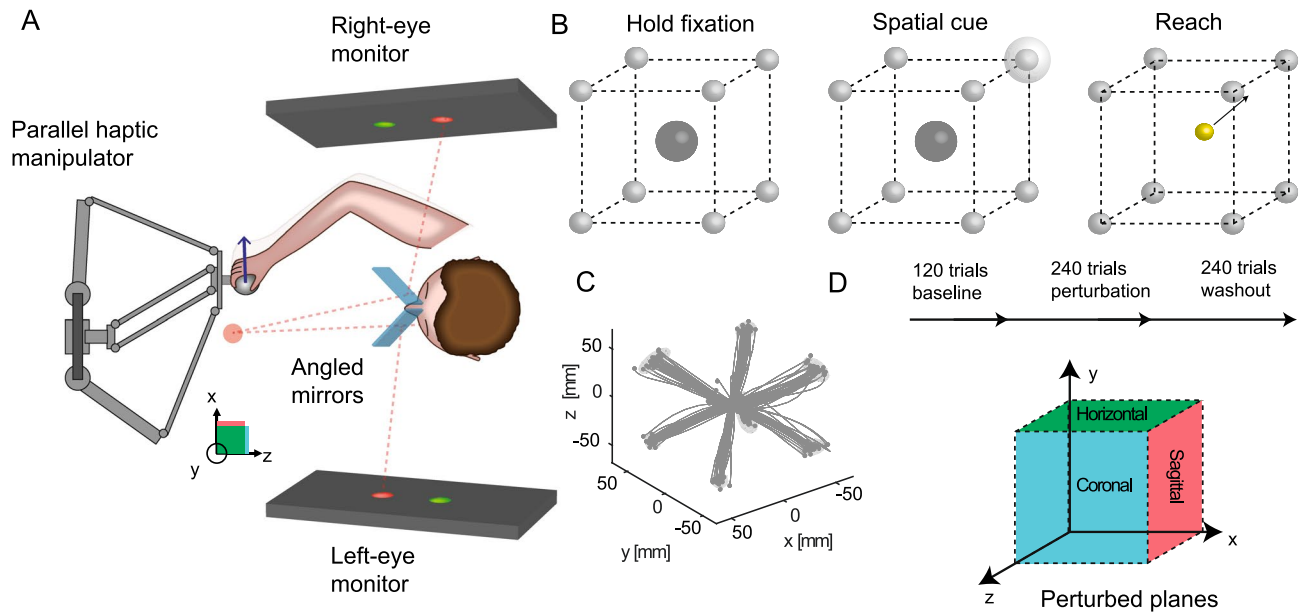 A
Right-eye
monitor
Parallel haptic
manipulator
Angled
mirrors
x
y
z
Left-eye
monitor
B
Hold fixation
Spatial cue
Reach
C
50
0
-50
z [mm]
50
0
-50
y [mm]
50
0
-50
x [mm]
D
120 trials
baseline
240 trials
perturbation
240 trials
washout
y
Horizontal
Coronal
Sagittal
x
z
Perturbed planes